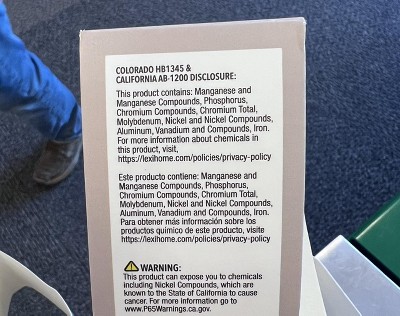 COLORADO HB1345 &
CALIFORNIA AB-1200 DISCLOSURE:
This product contains: Manganese and
Manganese Compounds, Phosphorus,
Chromium Compounds, Chromium Total,
Molybdenum, Nickel and Nickel Compounds,
Aluminum, Vanadium and Compounds, Iron.
For more information about chemicals in
this product, visit,
https://lexihome.com/policies/privacy-policy
Este producto contiene: Manganese and
Manganese Compounds, Phosphorus,
Chromium Compounds, Chromium Total,
Molybdenum, Nickel and Nickel Compounds,
Aluminum, Vanadium and Compounds, Iron.
Para obtener más información sobre los
productos químico de este producto, visite
https://lexihome.com/policies/privacy-policy
WARNING:
This product can expose you to chemicals
including Nickel Compounds, which are
known to the State of California to cause
cancer. For more information go to
www.P65Warnings.ca.gov.